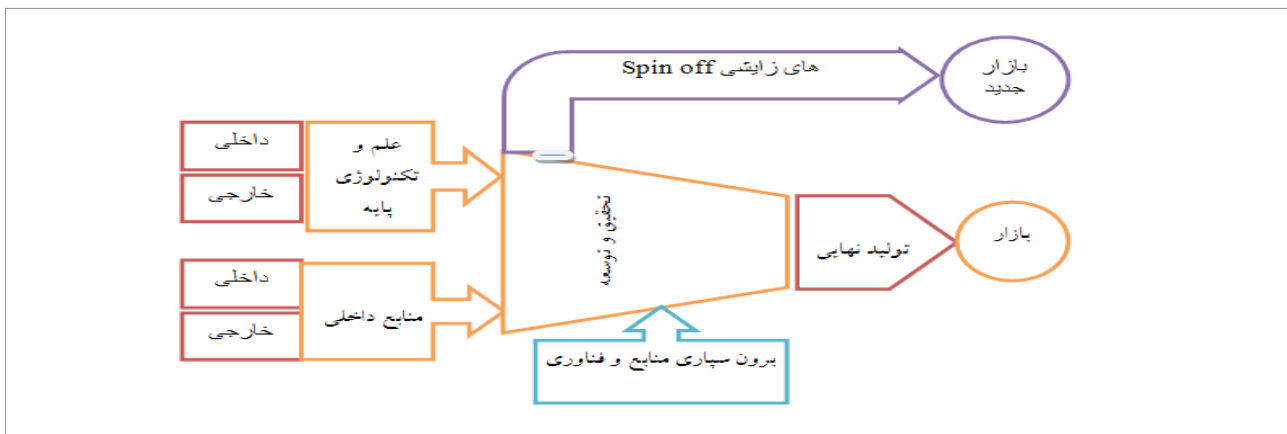 Spin off های زایشی
بازار
جدید
داخلی
خارجی
علم و
تکنولوژی
پایه
تحقیق و توسعه
تولید نهایی
بازار
داخلی
خارجی
منابع داخلی
برون سپاری منابع و فناوری